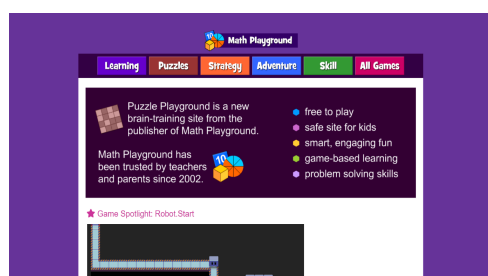 Math Playground
Learning Puzzles Strategy Adventure Skill All Games
Puzzle Playground is a new
brain-training site from the
publisher of Math Playground.
Math Playground has
been trusted by teachers
and parents since 2002.
10
free to play
safe site for kids
smart, engaging fun
game-based learning
problem solving skills
Game Spotlight: Robot.Start